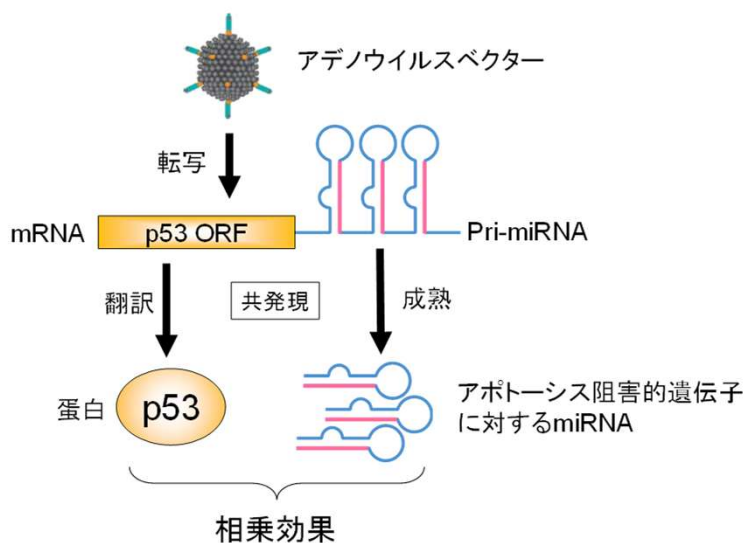 アデノウイルスベクター
転写
mRNA
p53 ORF
Pri-miRNA
翻訳
共発現
成熟
蛋白
p53
アポトーシス阻害的遺伝子
に対するmiRNA
相乗効果